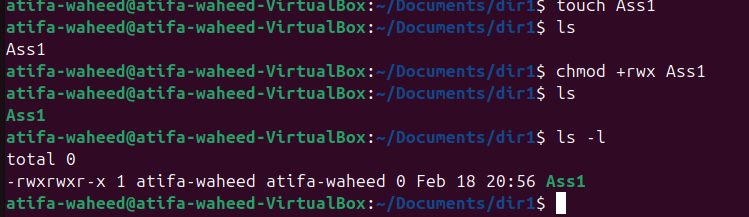 atifa-waheed@atifa-waheed-VirtualBox:~/Documents/dir1$ touch Ass1
atifa-waheed@atifa-waheed-VirtualBox:~/Documents/dir1$ ls
Ass1
atifa-waheed@atifa-waheed-VirtualBox:~/Documents/dir1$ chmod +rwx Ass1
atifa-waheed@atifa-waheed-VirtualBox:~/Documents/dir1$ ls
Ass1
atifa-waheed@atifa-waheed-VirtualBox:~/Documents/dir1$ ls -l
total 0
-rwxrwxr-x 1 atifa-waheed atifa-waheed 0 Feb 18 20:56 Ass1
atifa-waheed@atifa-waheed-VirtualBox:~/Documents/dir1$